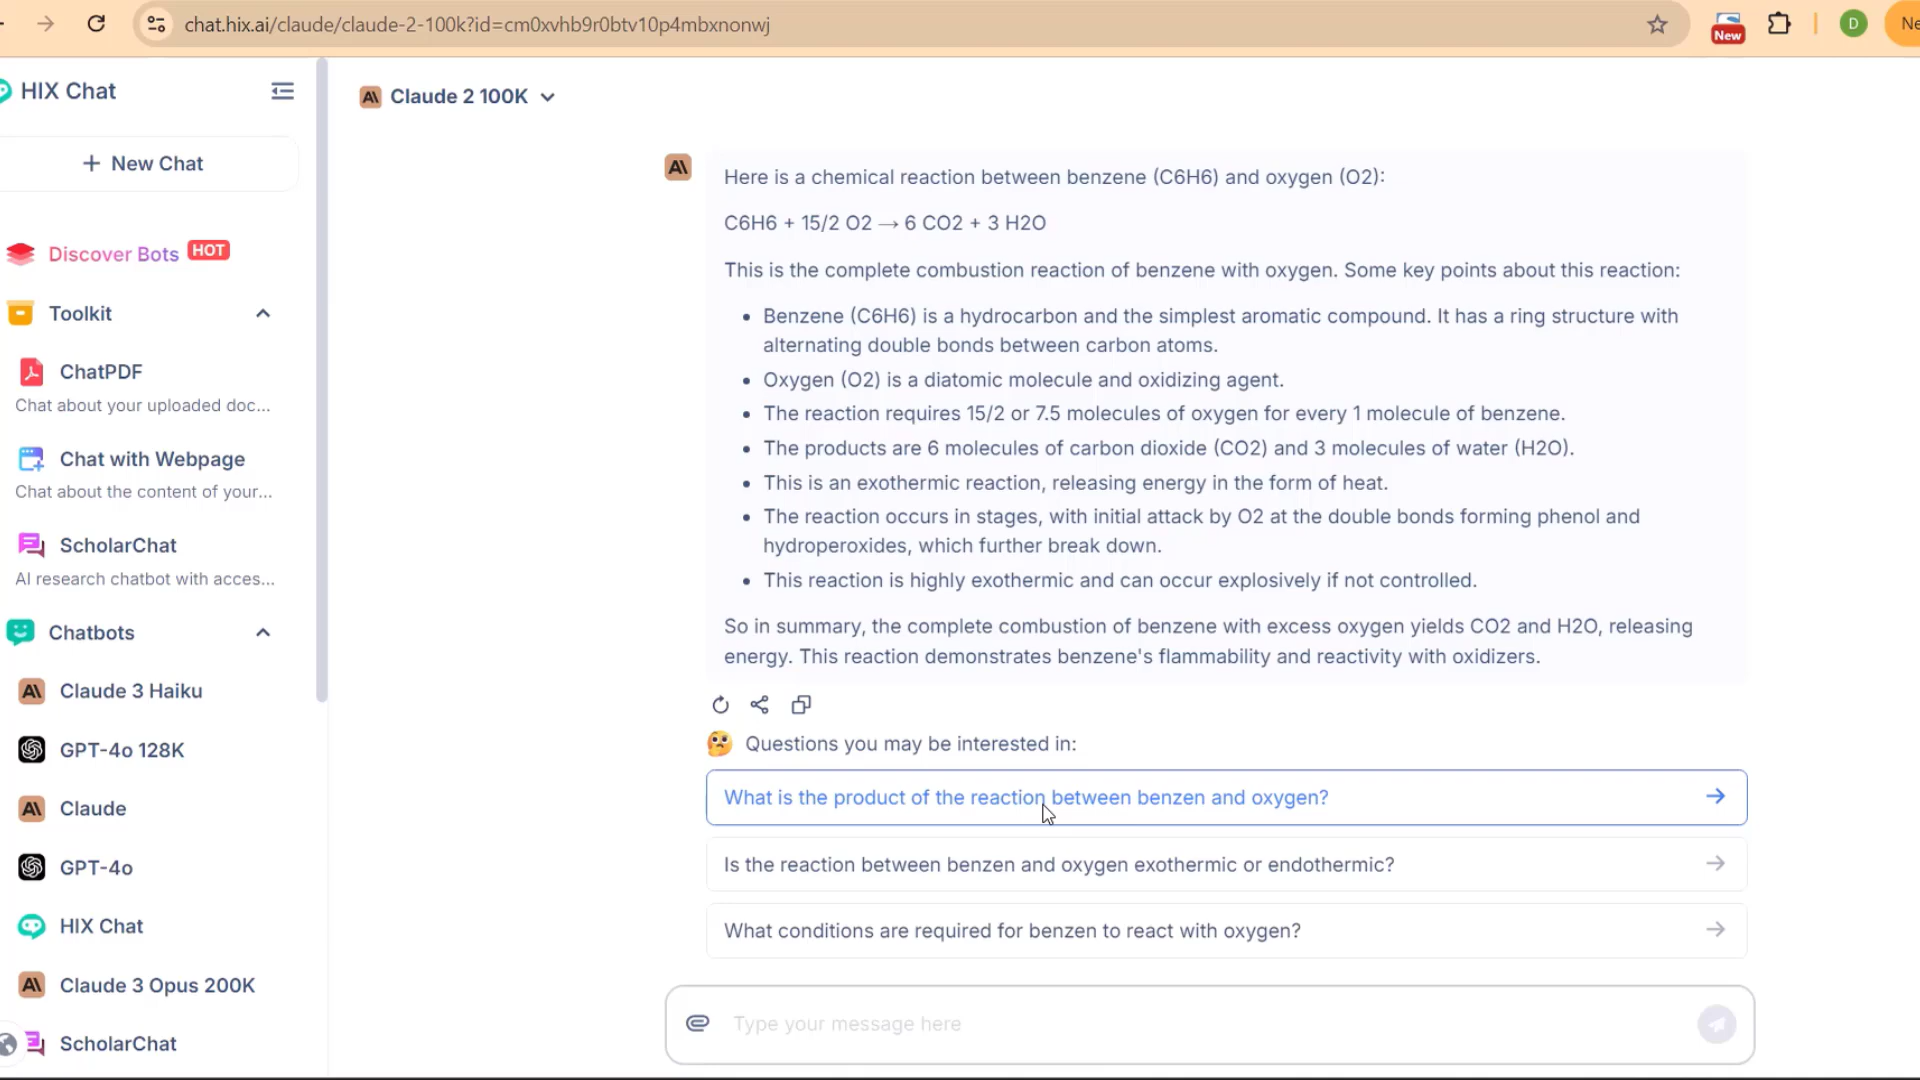 chat.hix.ai/claude/claude-2-100k?id=cm0xvhb9r0btv10p4mbxnonwj
New
D
Ne
HIX Chat
+ New Chat
Discover Bots HOT
Toolkit
ChatPDF
Chat about your uploaded doc...
Chat with Webpage
Chat about the content of your...
ScholarChat
AI research chatbot with acces...
Chatbots
Claude 3 Haiku
GPT-4o 128K
Claude
GPT-4o
HIX Chat
Claude 3 Opus 200K
ScholarChat
Claude 2 100K
Here is a chemical reaction between benzene (C6H6) and oxygen (O2):
C6H6 + 15/2 O2 → 6 CO2 + 3 H2O
This is the complete combustion reaction of benzene with oxygen. Some key points about this reaction:
• Benzene (C6H6) is a hydrocarbon and the simplest aromatic compound. It has a ring structure with
alternating double bonds between carbon atoms.
• Oxygen (O2) is a diatomic molecule and oxidizing agent.
• The reaction requires 15/2 or 7.5 molecules of oxygen for every 1 molecule of benzene.
• The products are 6 molecules of carbon dioxide (CO2) and 3 molecules of water (H2O).
• This is an exothermic reaction, releasing energy in the form of heat.
• The reaction occurs in stages, with initial attack by O2 at the double bonds forming phenol and
hydroperoxides, which further break down.
• This reaction is highly exothermic and can occur explosively if not controlled.
So in summary, the complete combustion of benzene with excess oxygen yields CO2 and H2O, releasing
energy. This reaction demonstrates benzene's flammability and reactivity with oxidizers.
Questions you may be interested in:
What is the product of the reaction between benzen and oxygen?
Is the reaction between benzen and oxygen exothermic or endothermic?
What conditions are required for benzen to react with oxygen?
Type your message here